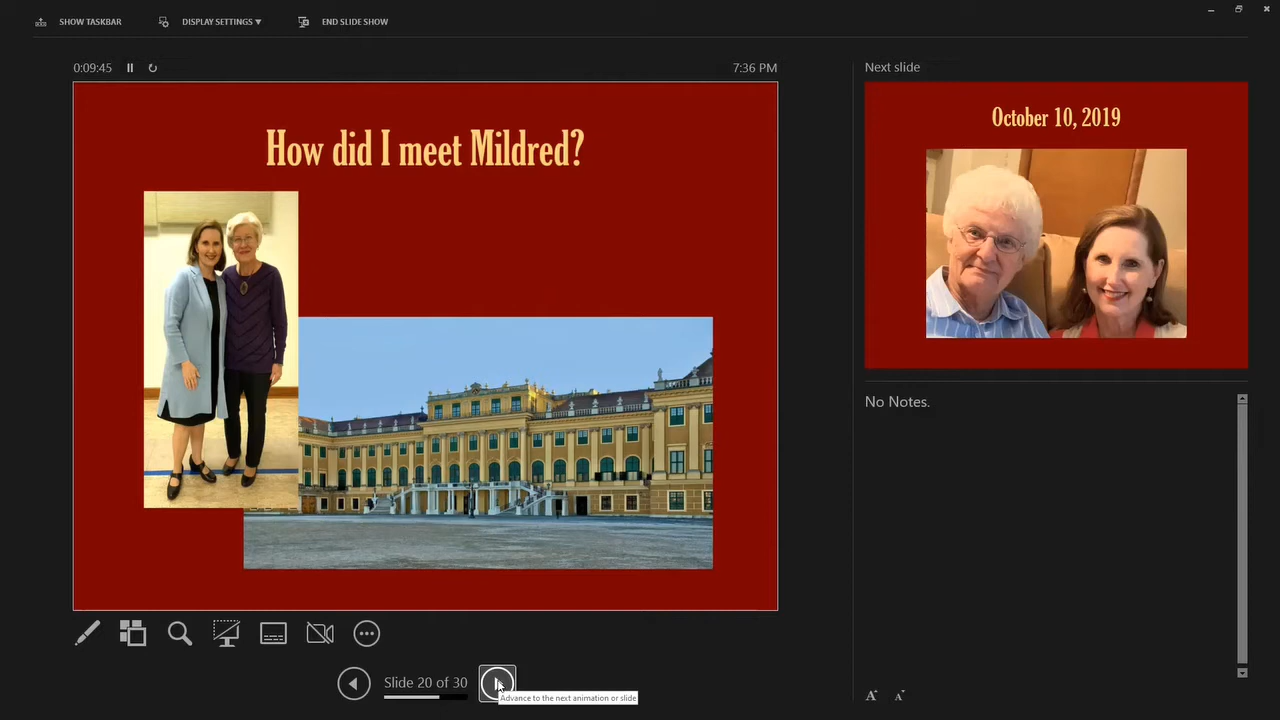 SHOW TASKBAR
DISPLAY SETTINGS ▼
END SLIDE SHOW
0:09:45
7:36 PM
How did I meet Mildred?
Next slide
October 10, 2019
No Notes.
Slide 20 of 30
Advance to the next animation or slide
A
A